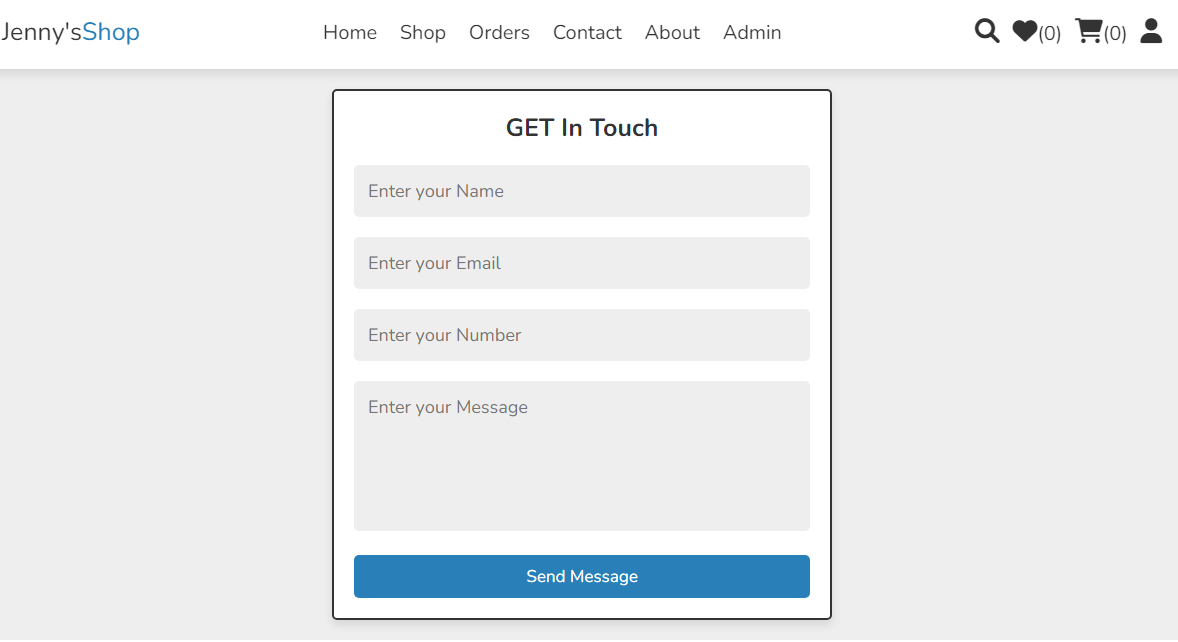 Jenny'sShop Home Shop Orders Contact About Admin (0) (0)
GET In Touch
Enter your Name
Enter your Email
Enter your Number
Enter your Message
Send Message